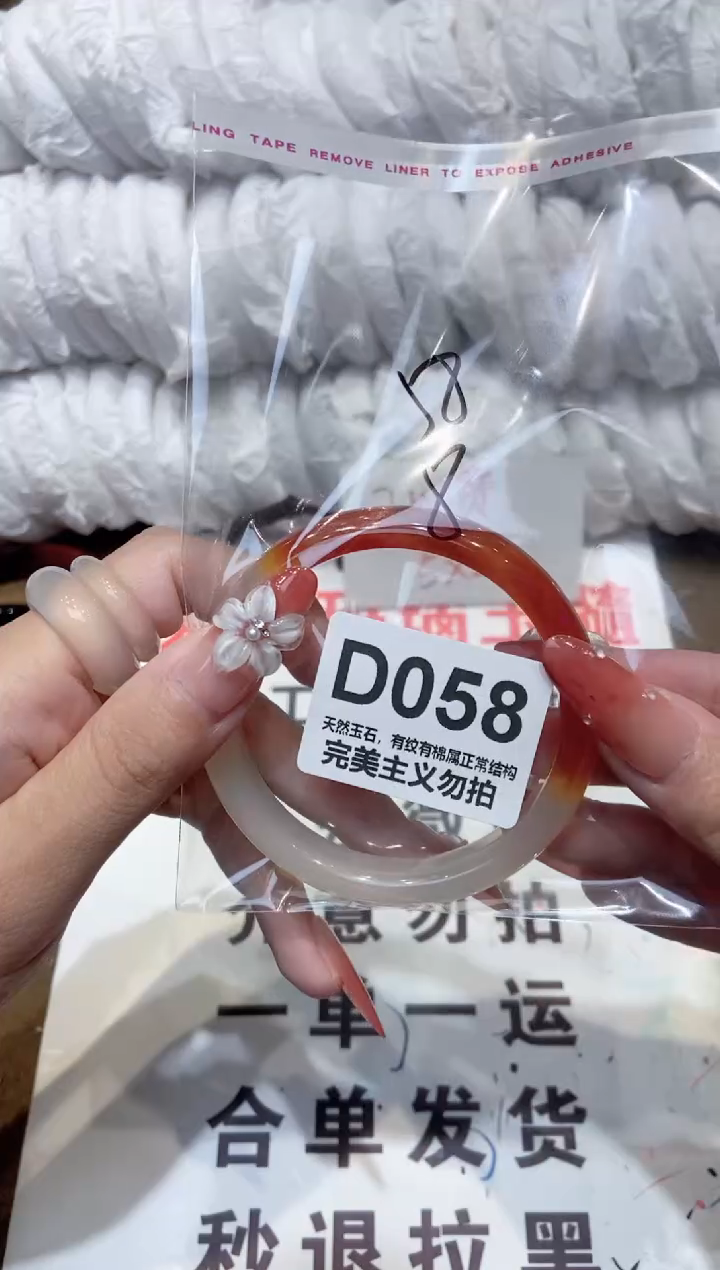 LING TAPE REMOVE LINER TO EXPOSE ADHESIVE
58
8
D058
天然玉石，有纹有棉属正常结构
完美主义勿拍
意勿拍
一单一运
合单发货
秒退拉黑